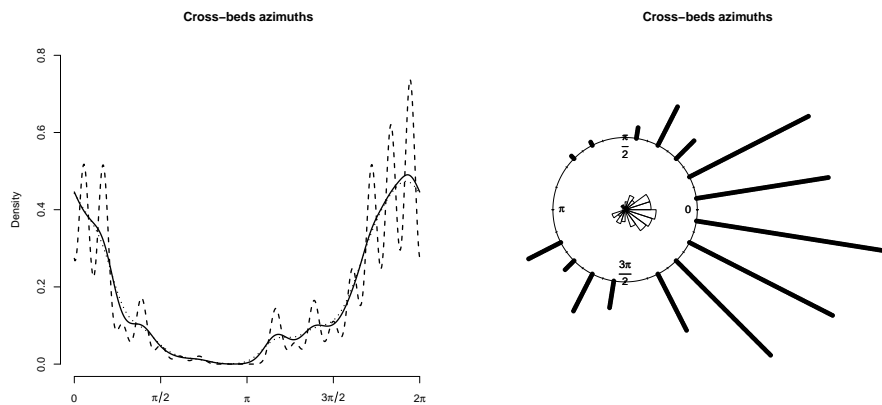 Cross−beds azimuths
Density
0.0
0.2
0.4
0.6
0.8
0
π/2
π
3π/2
2π
Cross−beds azimuths
π
2
π
0
3π
2